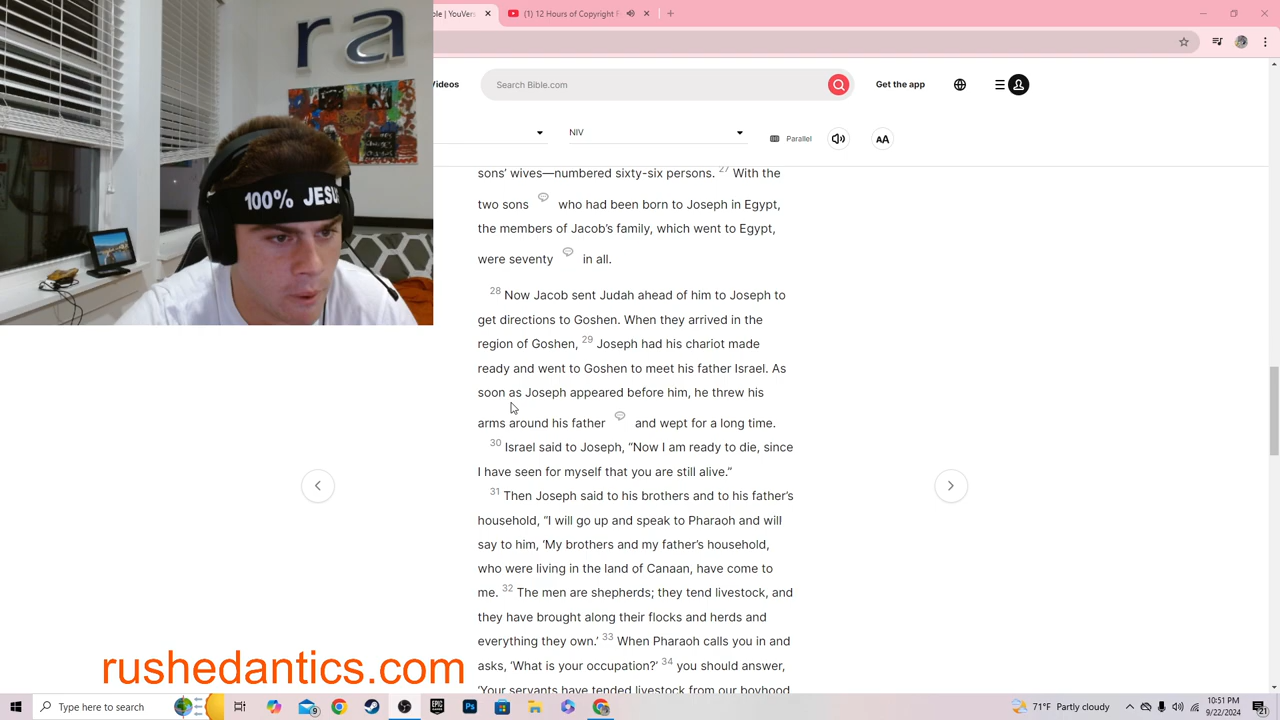 ra
100% JESU
ble | YouVers
(1) 12 Hours of Copyright F
Videos
Search Bible.com
Get the app
NIV
Parallel
AA
sons' wives—numbered sixty-six persons. 27 With the
two sons who had been born to Joseph in Egypt,
the members of Jacob's family, which went to Egypt,
were seventy in all.
28 Now Jacob sent Judah ahead of him to Joseph to
get directions to Goshen. When they arrived in the
region of Goshen, 29 Joseph had his chariot made
ready and went to Goshen to meet his father Israel. As
soon as Joseph appeared before him, he threw his
arms around his father and wept for a long time.
30 Israel said to Joseph, “Now I am ready to die, since
I have seen for myself that you are still alive.”
31 Then Joseph said to his brothers and to his father's
household, “I will go up and speak to Pharaoh and will
say to him, ‘My brothers and my father's household,
who were living in the land of Canaan, have come to
me. 32 The men are shepherds; they tend livestock, and
they have brought along their flocks and herds and
everything they own.’ 33 When Pharaoh calls you in and
asks, ‘What is your occupation?’ 34 you should answer,
‘Your servants have tended livestock from our boyhood
rushedantics.com
Type here to search
9
EPIC
Ps
71°F Partly cloudy
10:51 PM
9/22/2024
21